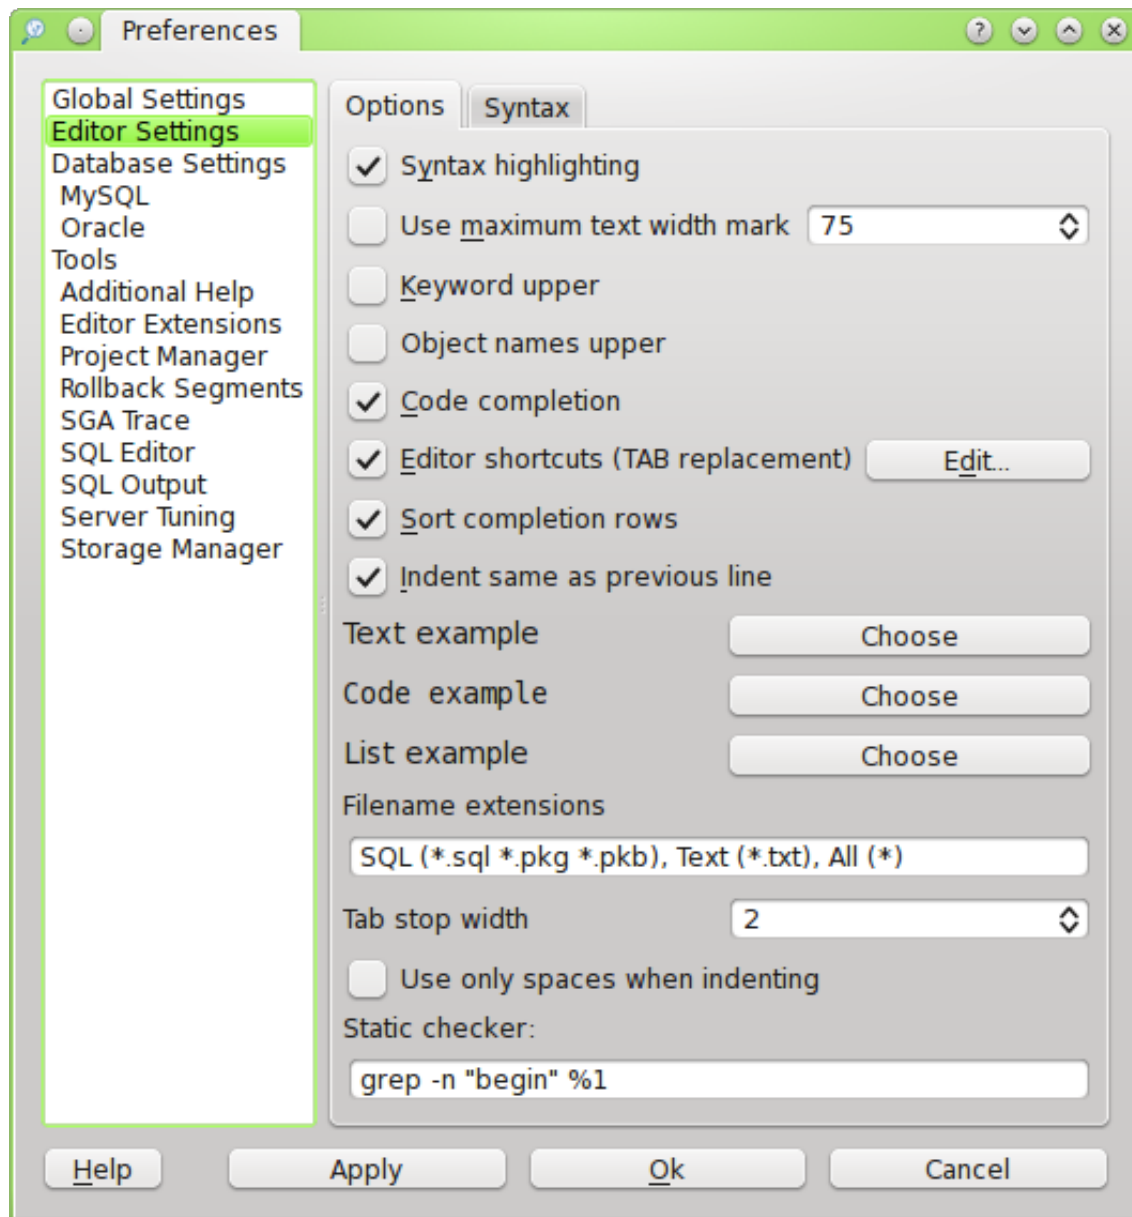 Preferences
Global Settings
Editor Settings
Database Settings
MySQL
Oracle
Tools
Additional Help
Editor Extensions
Project Manager
Rollback Segments
SGA Trace
SQL Editor
SQL Output
Server Tuning
Storage Manager
Options Syntax
Syntax highlighting
Use maximum text width mark 75
Keyword upper
Object names upper
Code completion
Editor shortcuts (TAB replacement) Edit...
Sort completion rows
Indent same as previous line
Text example Choose
Code example Choose
List example Choose
Filename extensions
SQL (*.sql *.pkg *.pkb), Text (*.txt), All (*)
Tab stop width 2
Use only spaces when indenting
Static checker:
grep -n "begin" %1
Help Apply Ok Cancel